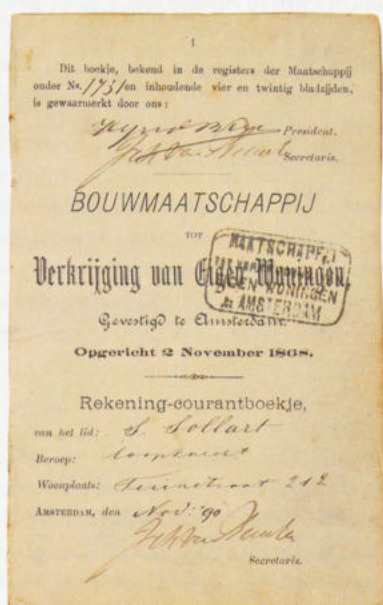 1
Dit boekje, bekend in de registers der Maatschappij
onder No. 1731 en inhoudende vier en twintig bladzijden,
is gewaarmerkt door ons:
President.
Secretaris.
BOUWMAATSCHAPPIJ
TOT
Verkrijging van Eigen Woningen,
MAATSCHAPPIJ
EIGEN WONINGEN
AMSTERDAM
Gevestigd te Amsterdam.
Opgericht 2 November 1868.
Rekening-courantboekje,
van het lid: S. Sollart
Beroep:
Woonplaats: 212
AMSTERDAM, den Nov: 90
Secretaris.